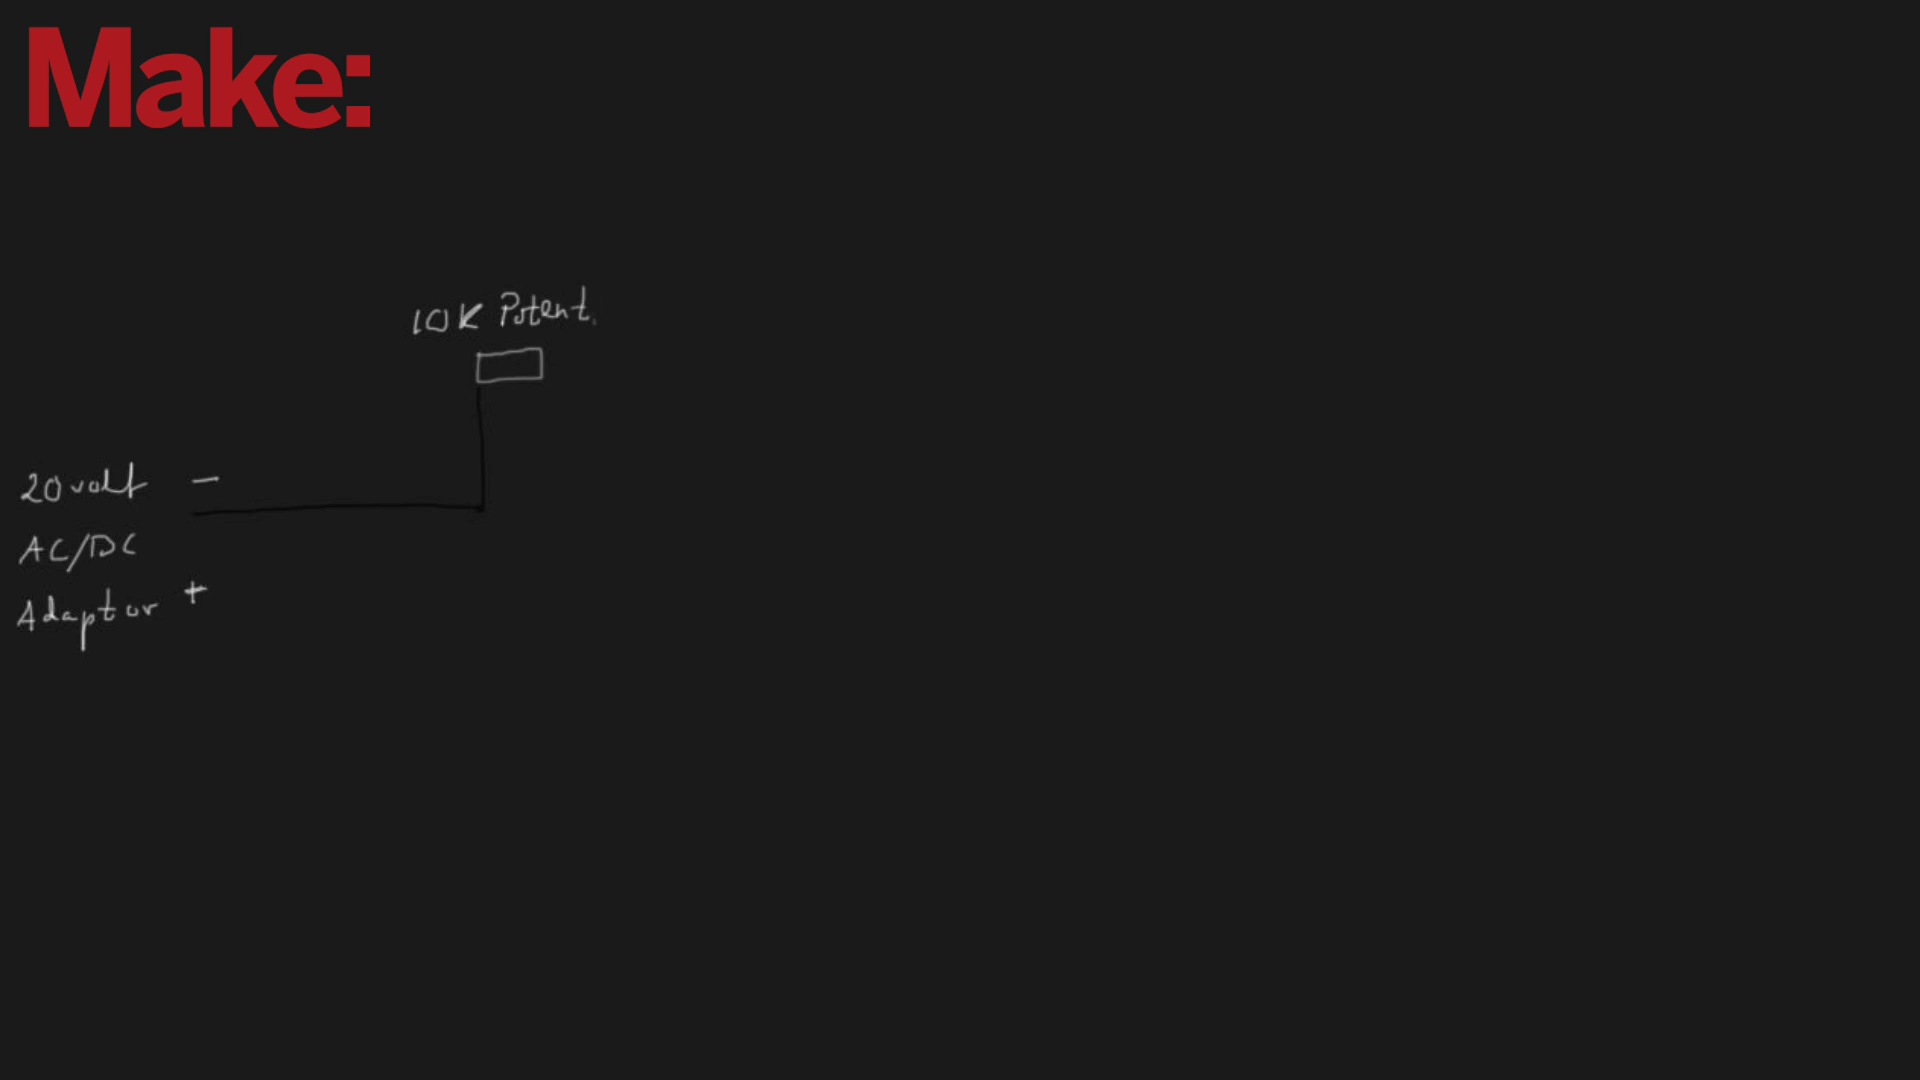 Make:
10K Potent.
20 volt -
AC/DC
Adaptor +